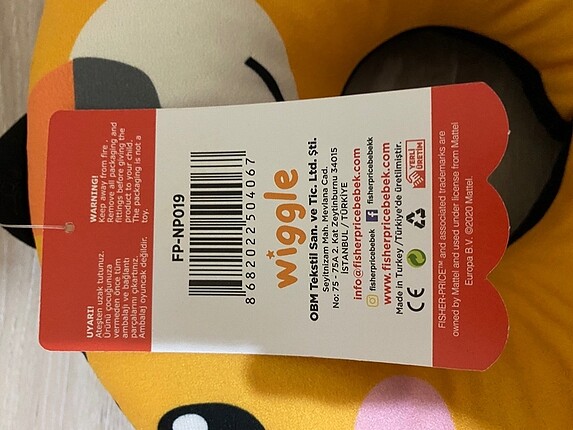 UYARI!
Ateşten uzak tutunuz.
Ürünü çocuğunuza
vermeden önce tüm
ambalajı ve bağlantı
parçalarını çıkartınız.
Ambalaj oyuncak değildir.
WARNING!
Keep away from fire .
Remove all packaging and
fittings before giving the
product to your child.
The packaging is not a
toy.
FP-NP019
8 682022 504067
wiggle
OBM Tekstil San. ve Tic. Ltd. Şti.
Seyitnizam Mah. Mevlana Cad.
No: 75 - 75A 2. Kat Zeytinburnu 34015
İSTANBUL / TÜRKİYE
info@fisherpricebebek.com
fisherpricebebek fisherpricebebekk
www.fisherpricebebek.com
Made in Turkey /Türkiye'de üretilmiştir.
CE
YERLİ
ÜRETİM
FISHER-PRICE™ and associated trademarks are
owned by Mattel and used under license from Mattel
Europa B.V. ©2020 Mattel.